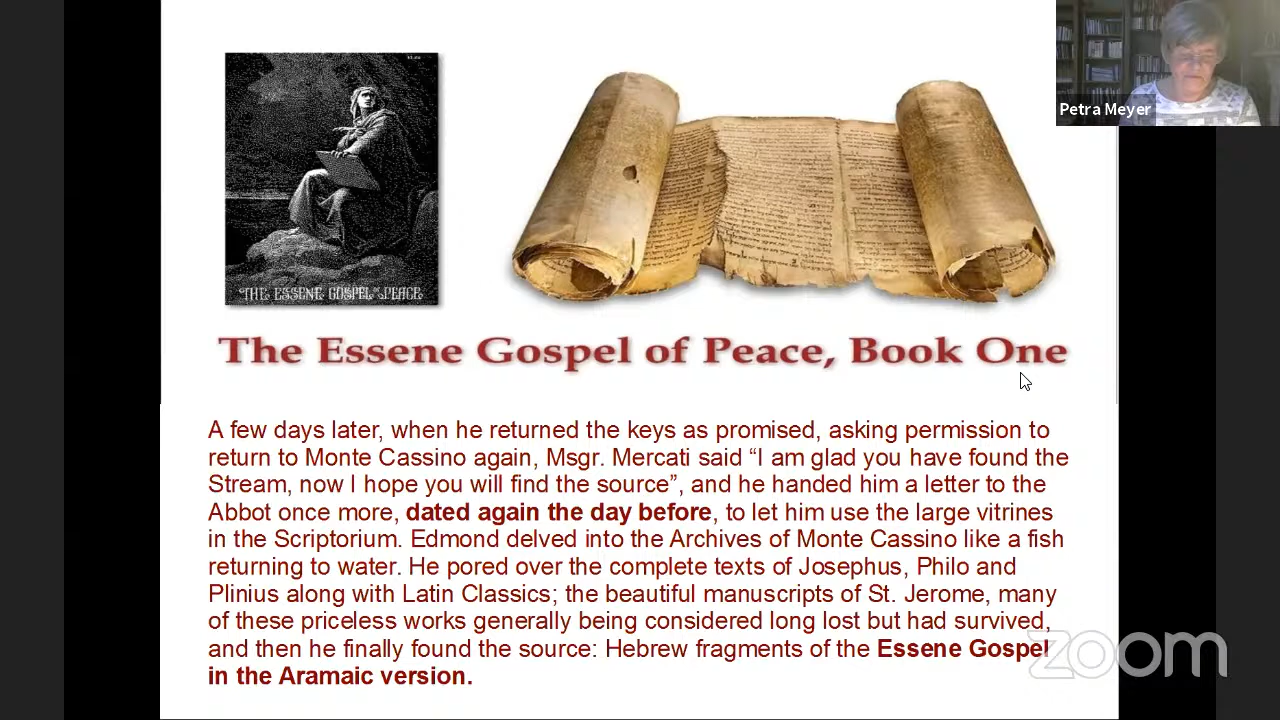 Petra Meyer
THE ESSENE GOSPEL OF PEACE
The Essene Gospel of Peace, Book One
A few days later, when he returned the keys as promised, asking permission to
return to Monte Cassino again, Msgr. Mercati said “I am glad you have found the
Stream, now I hope you will find the source”, and he handed him a letter to the
Abbot once more, dated again the day before, to let him use the large vitrines
in the Scriptorium. Edmond delved into the Archives of Monte Cassino like a fish
returning to water. He pored over the complete texts of Josephus, Philo and
Plinius along with Latin Classics; the beautiful manuscripts of St. Jerome, many
of these priceless works generally being considered long lost but had survived,
and then he finally found the source: Hebrew fragments of the Essene Gospel
in the Aramaic version.
zoom